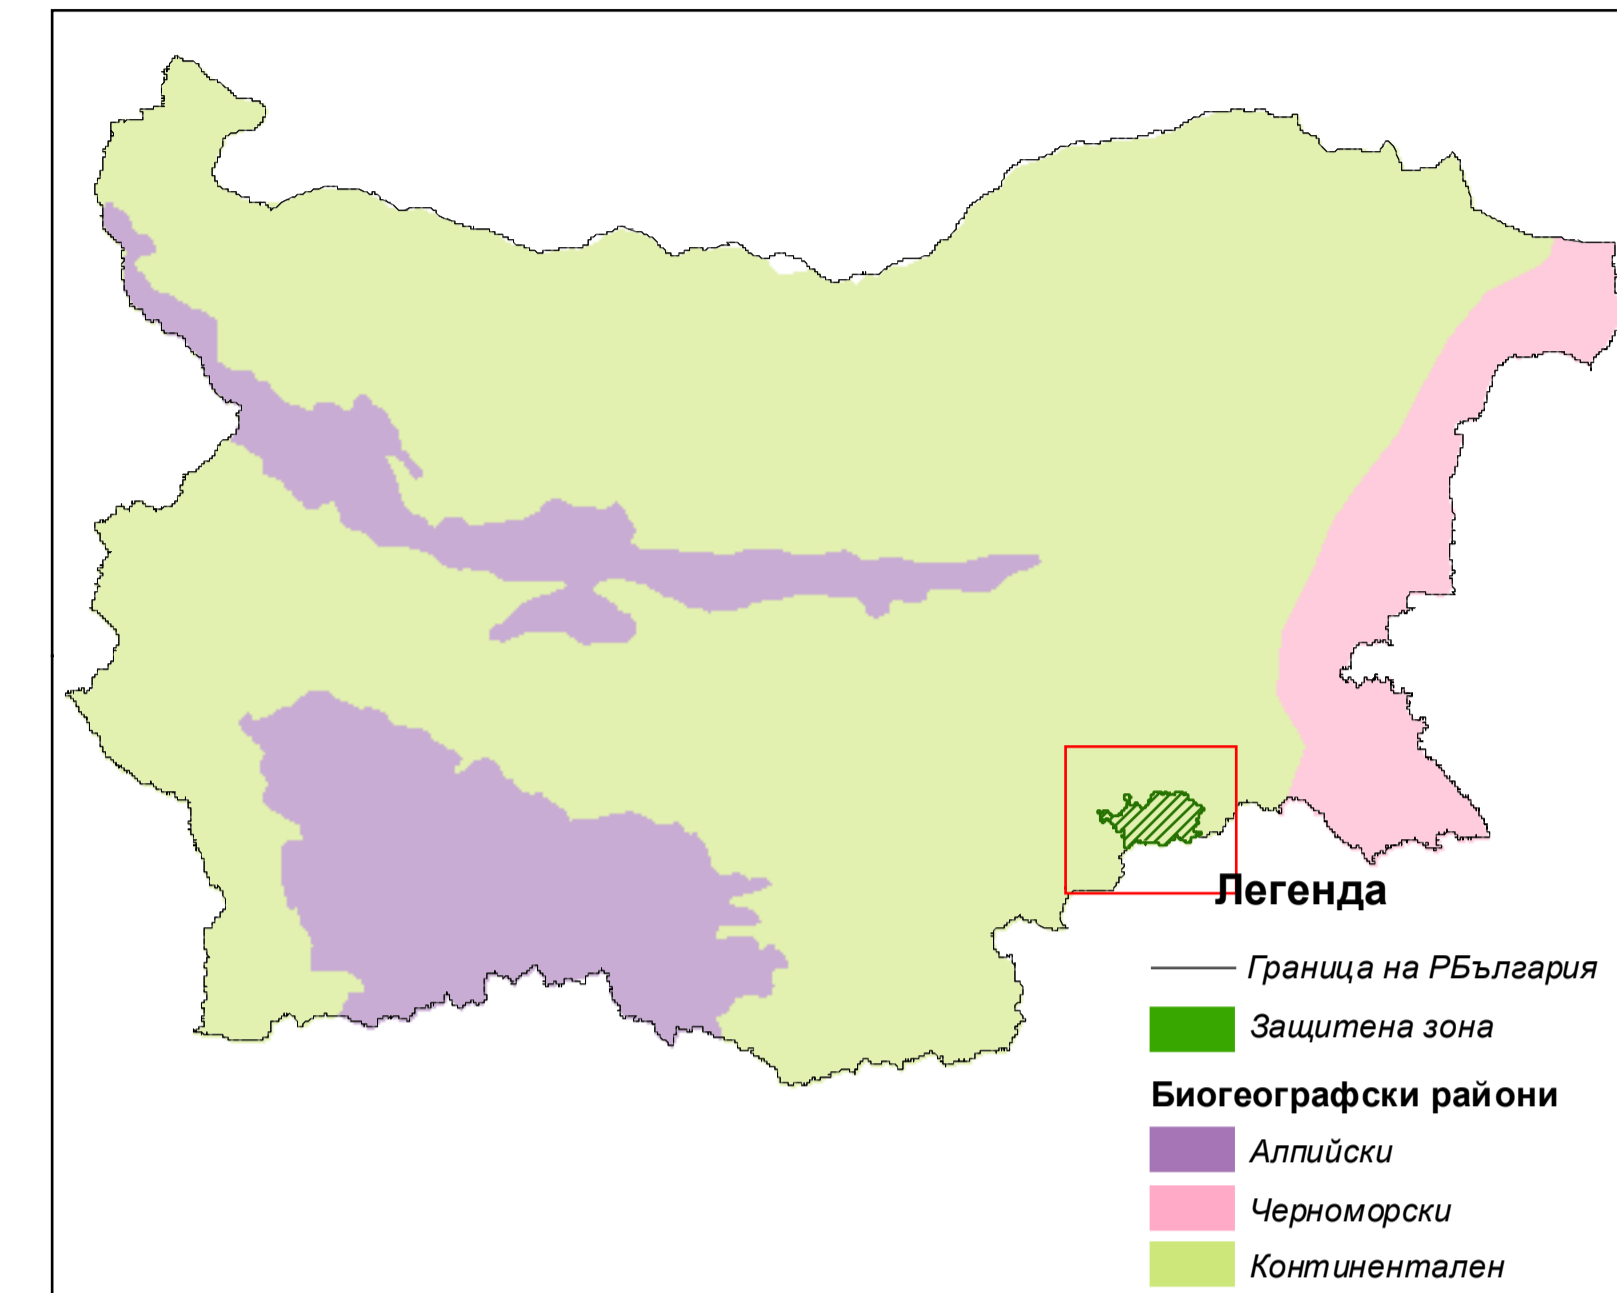 Легенда
Граница на РБългария
Защитена зона
Биогеографски райони
Алпийски
Черноморски
Континентален